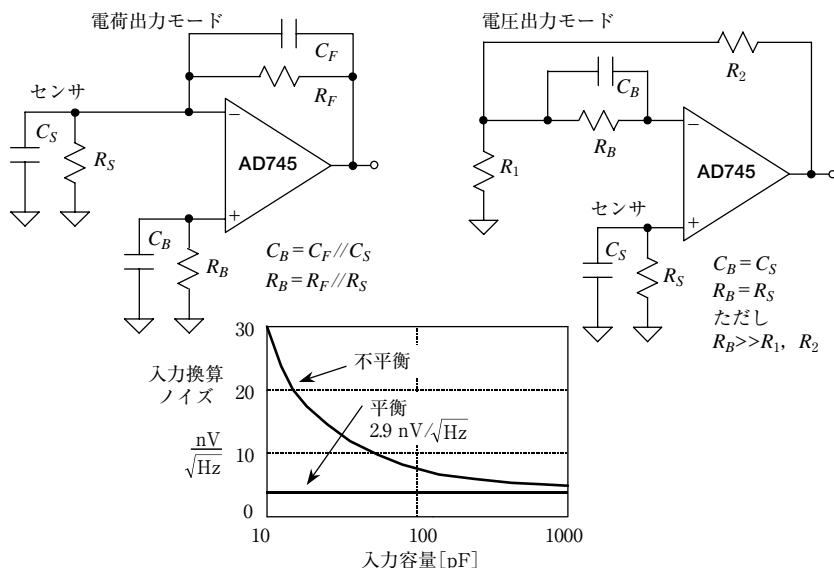 電荷出力モード
C_F
R_F
センサ
C_S
R_S
−
AD745
+
C_B
R_B
C_B = C_F//C_S
R_B = R_F//R_S
電圧出力モード
R_2
C_B
R_B
R_1
−
AD745
+
センサ
C_S
R_S
C_B = C_S
R_B = R_S
ただし
R_B>>R_1, R_2
入力換算
ノイズ
nV
√Hz
30
20
10
0
不平衡
平衡
2.9 nV/√Hz
10
100
1000
入力容量[pF]